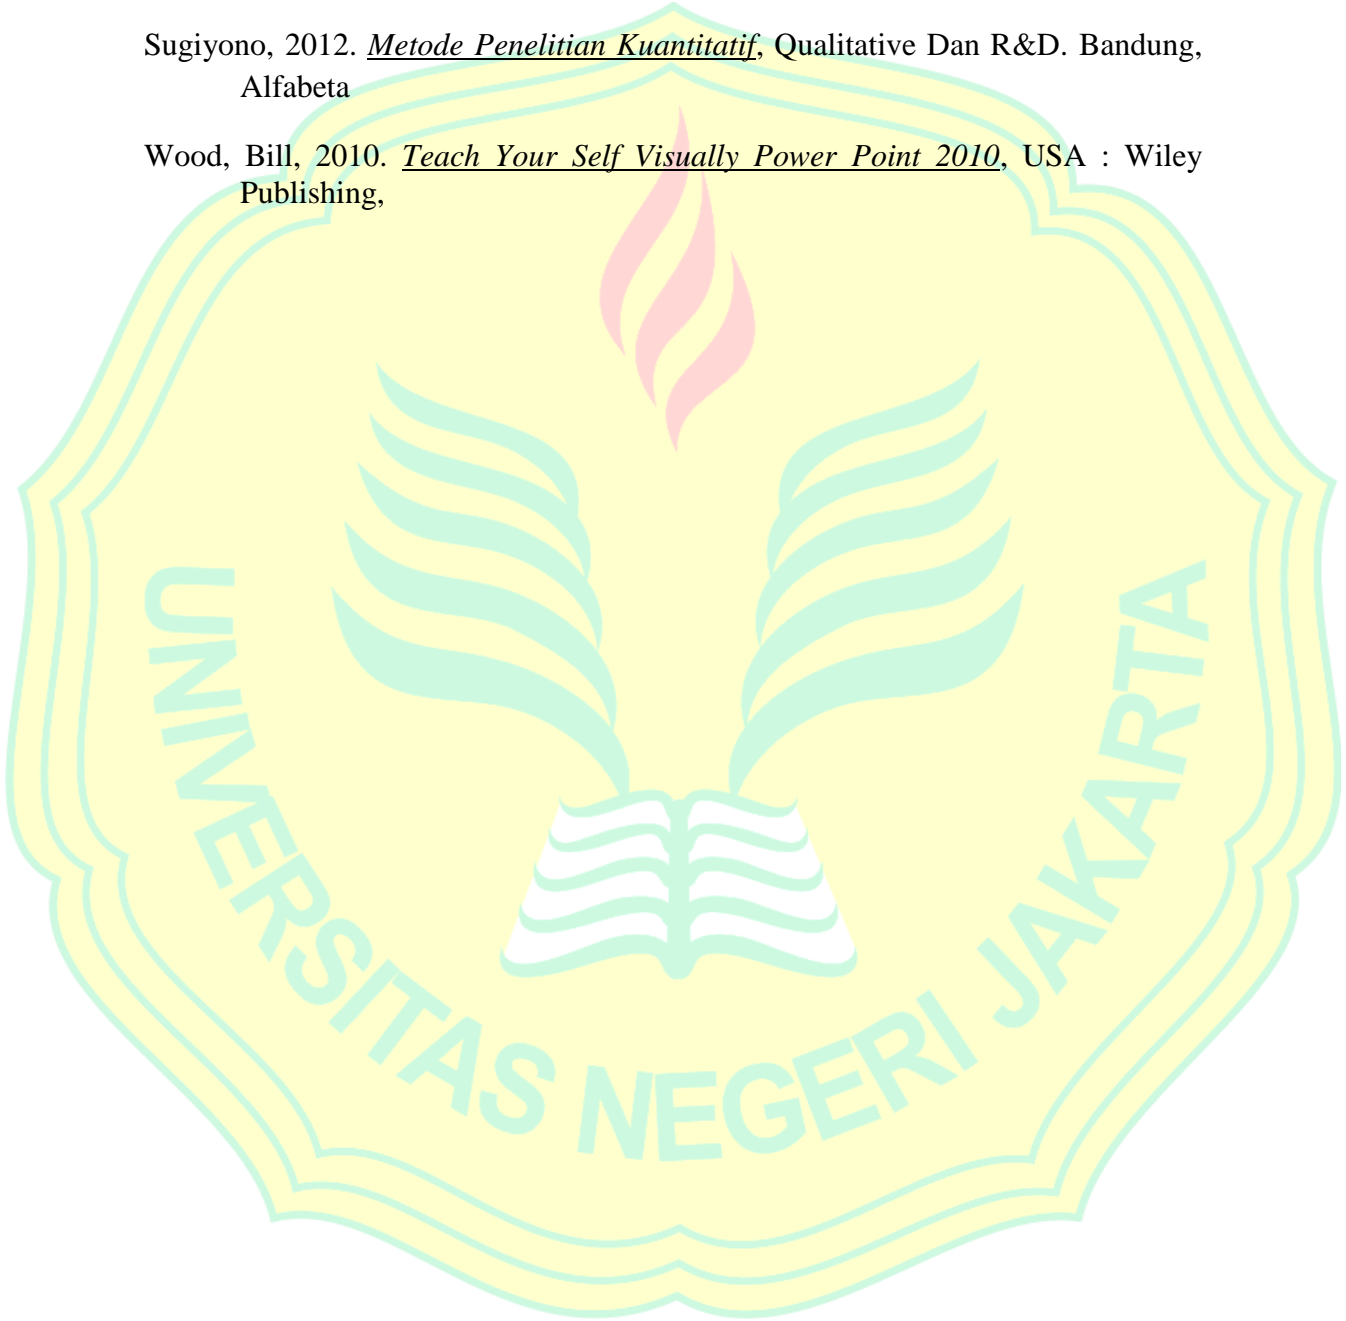 Sugiyono, 2012. Metode Penelitian Kuantitatif, Qualitative Dan R&D. Bandung,
Alfabeta
Wood, Bill, 2010. Teach Your Self Visually Power Point 2010, USA : Wiley
Publishing,
UNIVERSITAS NEGERI JAKARTA